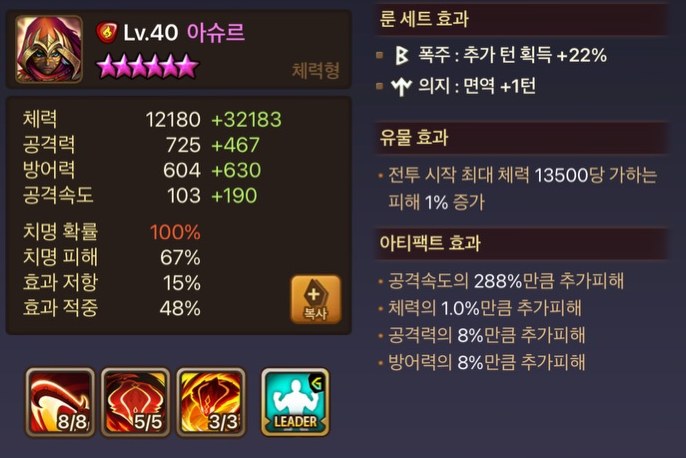 Lv.40 아슈르
체력형
체력 12180 +32183
공격력 725 +467
방어력 604 +630
공격속도 103 +190
치명 확률 100%
치명 피해 67%
효과 저항 15%
효과 적중 48%
복사
8/8 5/5 3/3 LEADER G
룬 세트 효과
폭주 : 추가 턴 획득 +22%
의지 : 면역 +1턴
유물 효과
전투 시작 최대 체력 13500당 가하는
피해 1% 증가
아티팩트 효과
공격속도의 288%만큼 추가피해
체력의 1.0%만큼 추가피해
공격력의 8%만큼 추가피해
방어력의 8%만큼 추가피해